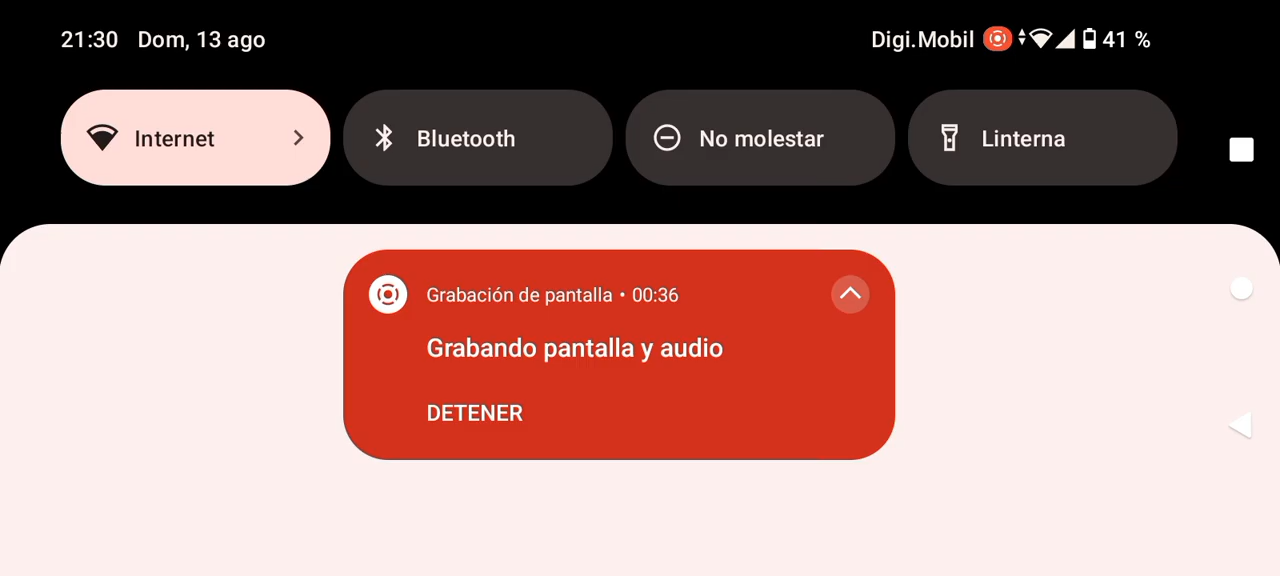 21:30 Dom, 13 ago Digi.Mobil 41 %
Internet Bluetooth No molestar Linterna
Grabación de pantalla • 00:36
Grabando pantalla y audio
DETENER